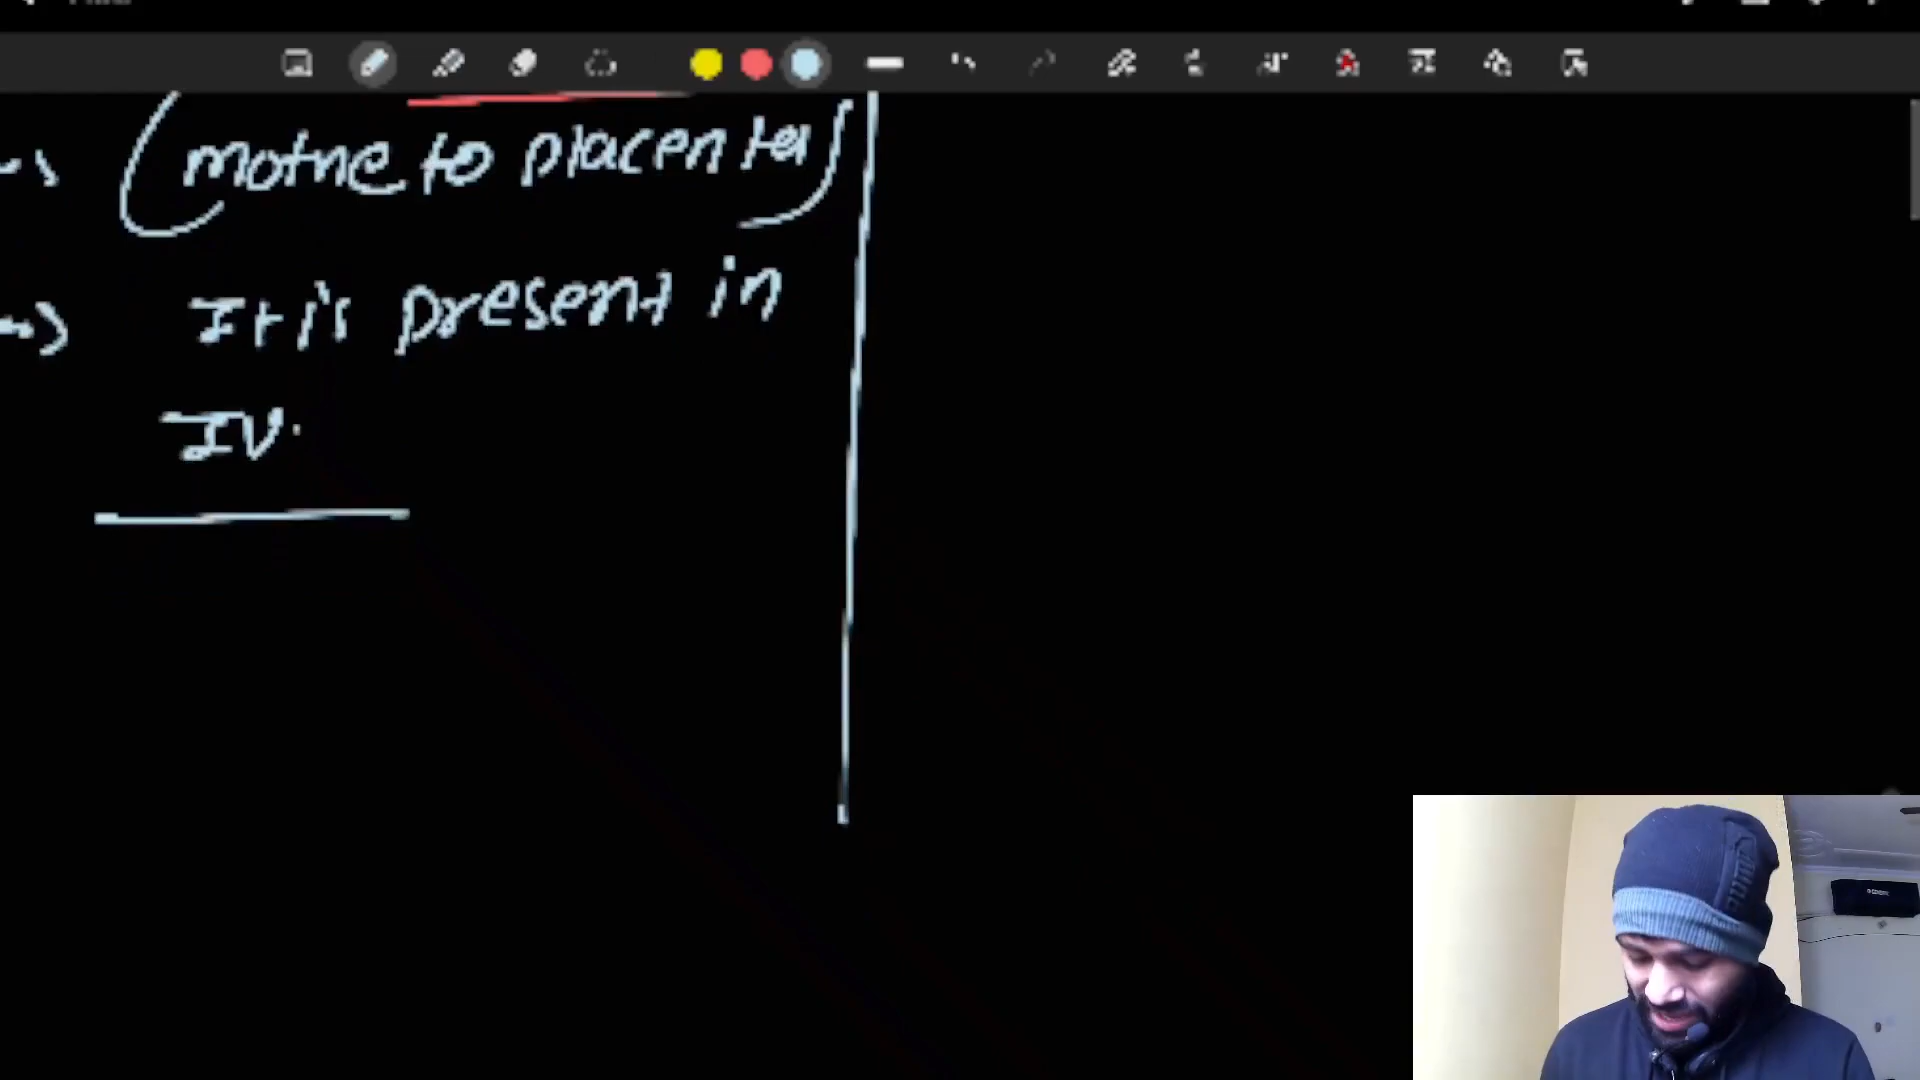 (motne to placenta)
It is present in
IV.